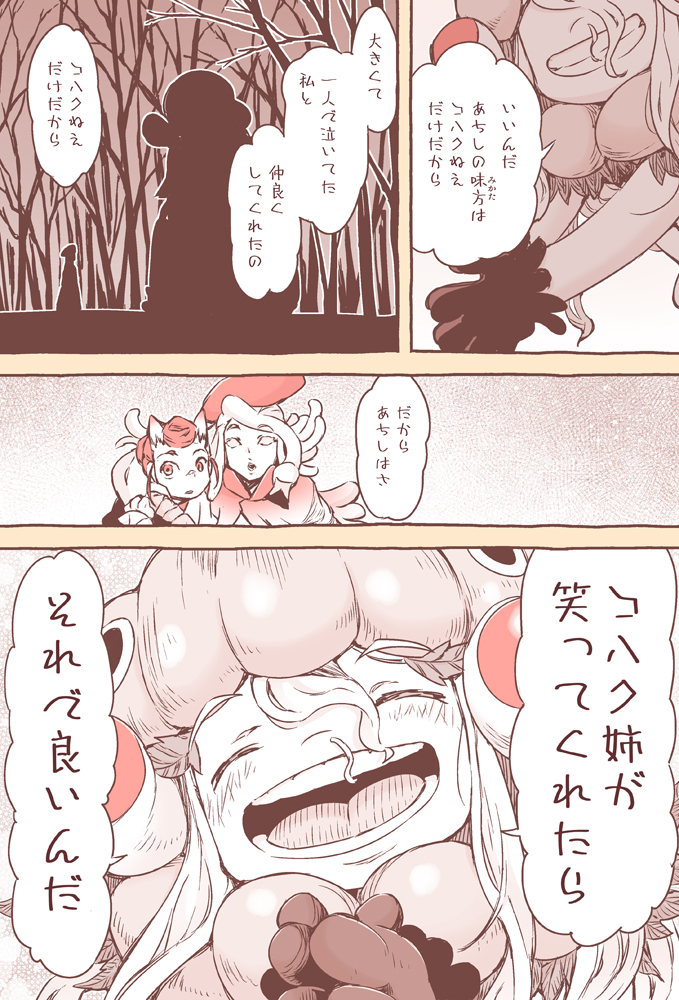 いいんだ
あちしの味方は
みかた
コハクねえ
だけだから
大きくて
一人で泣いてた
私と
仲良く
してくれたの
コハクねえ
だけだから
だから
あちしはさ
コハク姉が
笑ってくれたら
それで良いんだ